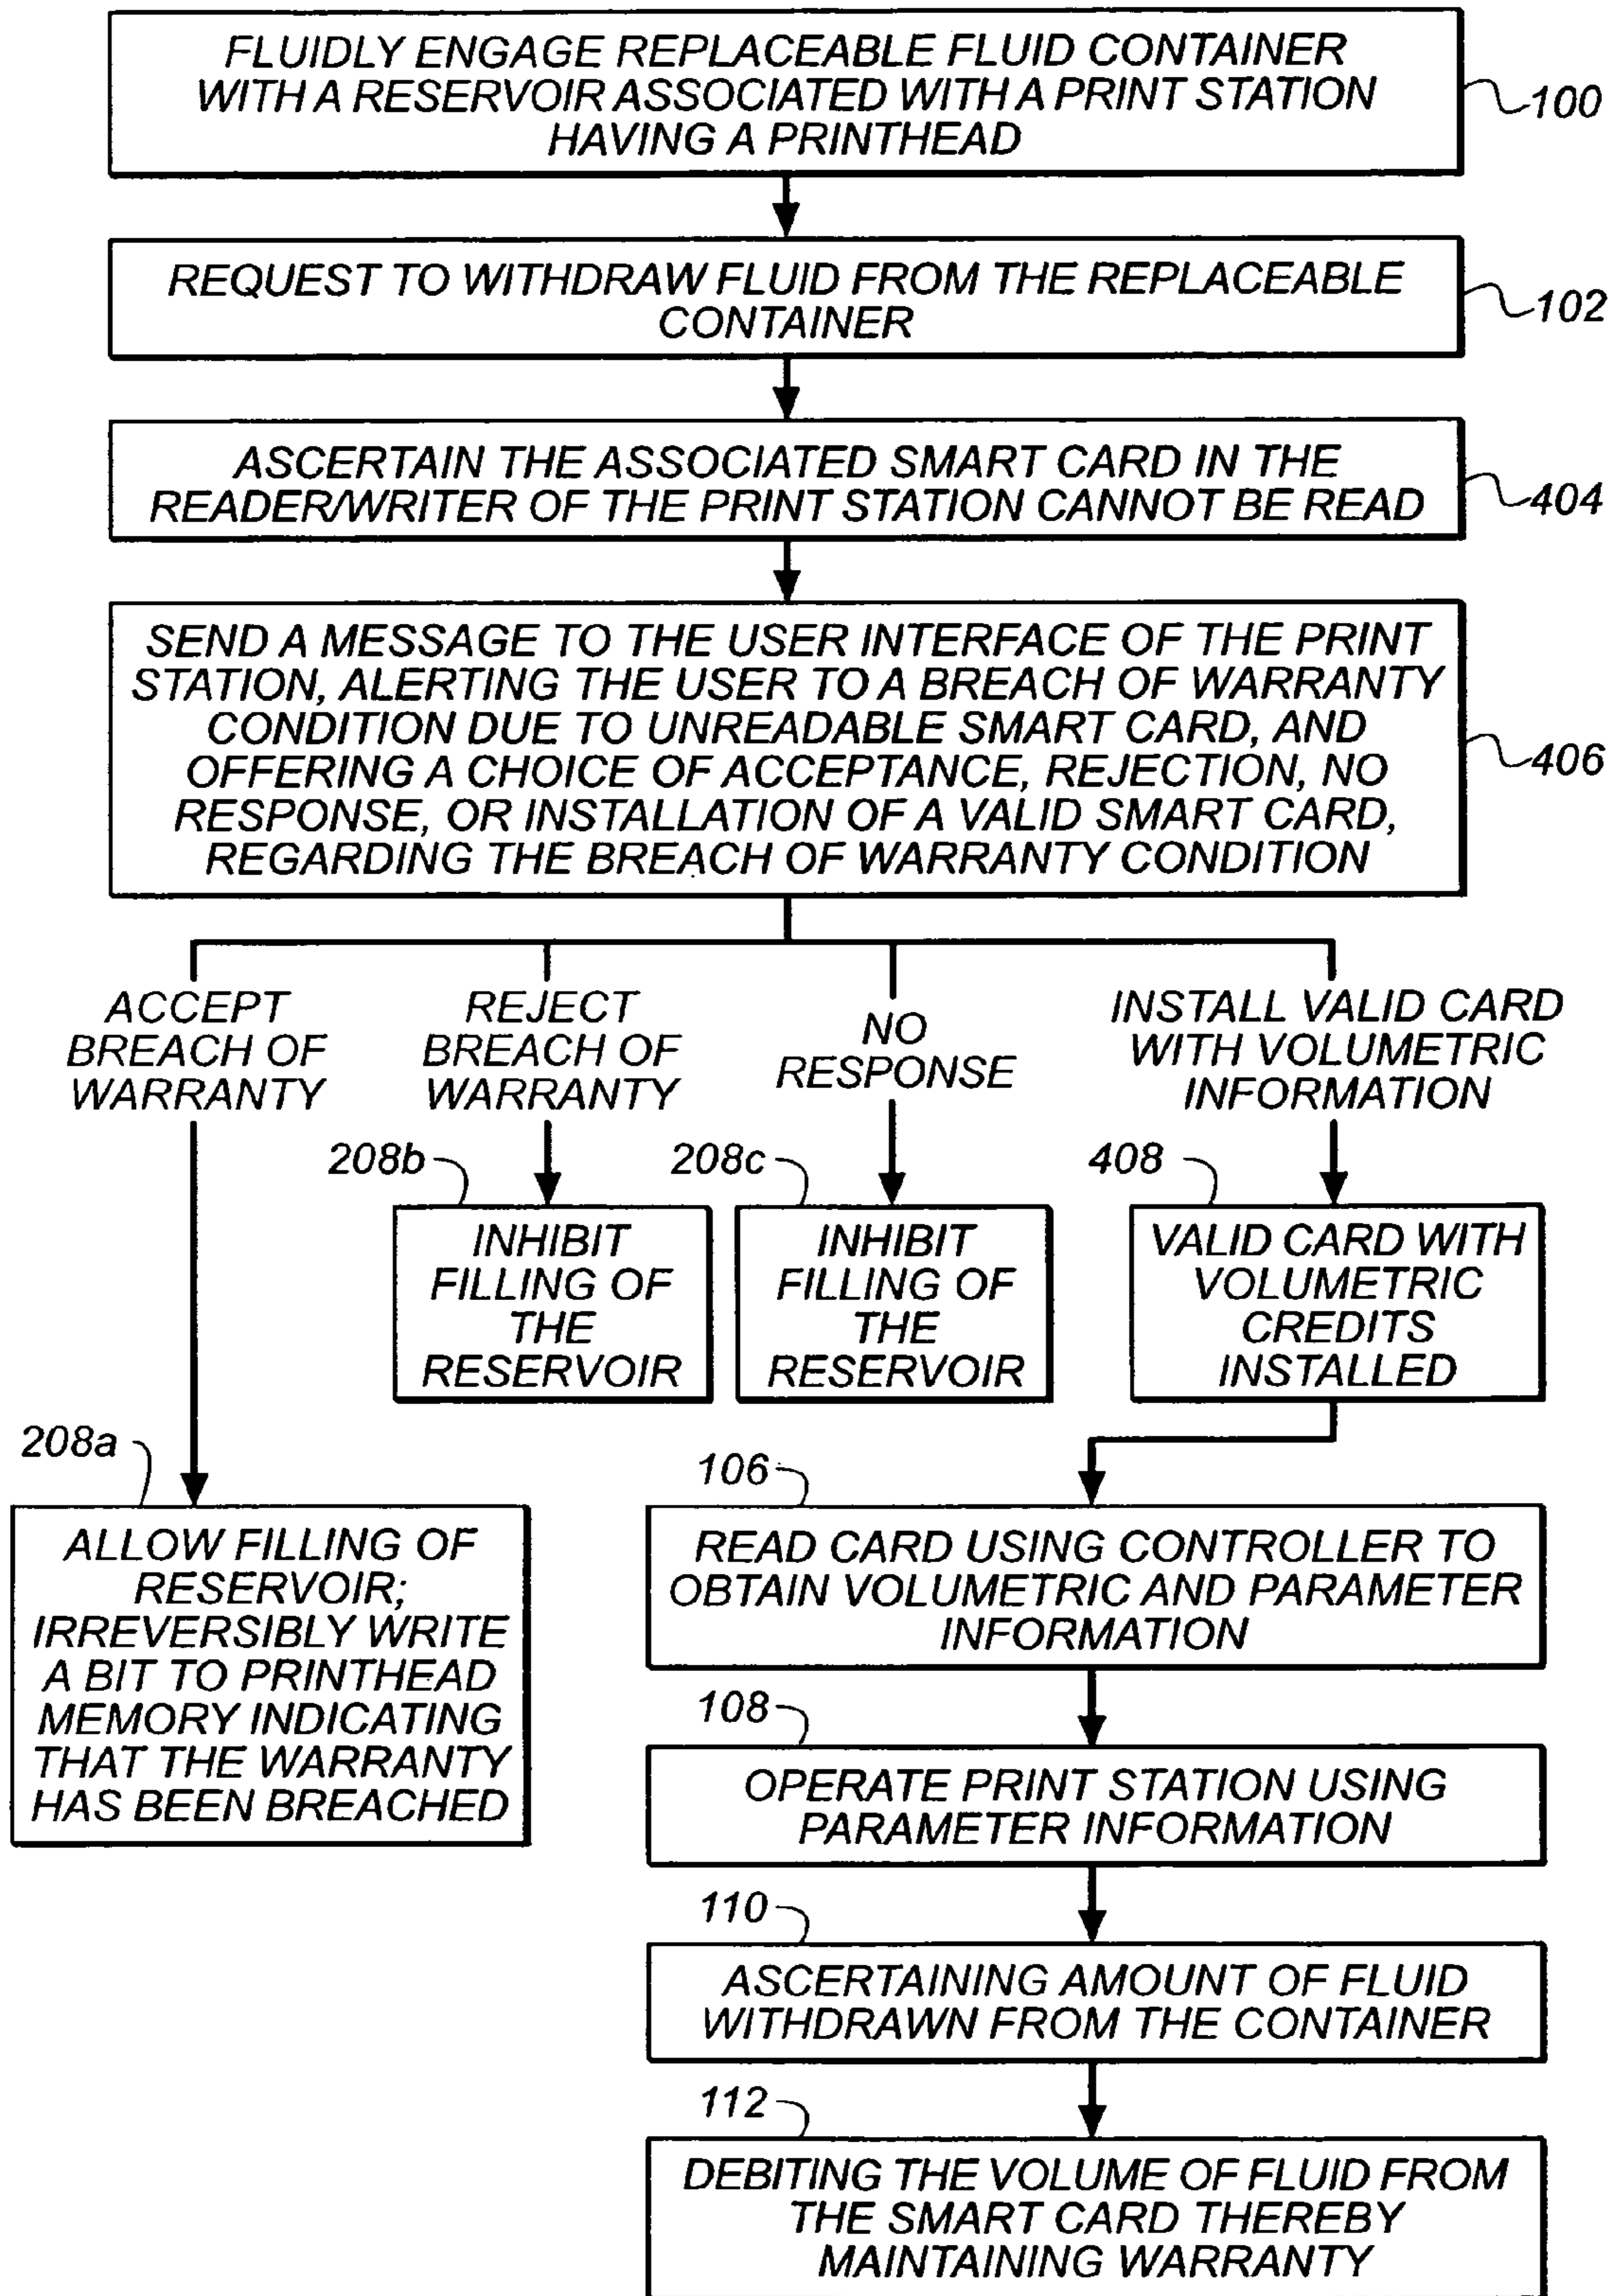 FLUIDLY ENGAGE REPLACEABLE FLUID CONTAINER
WITH A RESERVOIR ASSOCIATED WITH A PRINT STATION
HAVING A PRINTHEAD
100
REQUEST TO WITHDRAW FLUID FROM THE REPLACEABLE
CONTAINER
102
ASCERTAIN THE ASSOCIATED SMART CARD IN THE
READER/WRITER OF THE PRINT STATION CANNOT BE READ
404
SEND A MESSAGE TO THE USER INTERFACE OF THE PRINT
STATION, ALERTING THE USER TO A BREACH OF WARRANTY
CONDITION DUE TO UNREADABLE SMART CARD, AND
OFFERING A CHOICE OF ACCEPTANCE, REJECTION, NO
RESPONSE, OR INSTALLATION OF A VALID SMART CARD,
REGARDING THE BREACH OF WARRANTY CONDITION
406
ACCEPT
BREACH OF
WARRANTY
REJECT
BREACH OF
WARRANTY
NO
RESPONSE
INSTALL VALID CARD
WITH VOLUMETRIC
INFORMATION
208b
INHIBIT
FILLING OF
THE
RESERVOIR
208c
INHIBIT
FILLING OF
THE
RESERVOIR
408
VALID CARD WITH
VOLUMETRIC
CREDITS
INSTALLED
208a
ALLOW FILLING OF
RESERVOIR;
IRREVERSIBLY WRITE
A BIT TO PRINTHEAD
MEMORY INDICATING
THAT THE WARRANTY
HAS BEEN BREACHED
106
READ CARD USING CONTROLLER TO
OBTAIN VOLUMETRIC AND PARAMETER
INFORMATION
108
OPERATE PRINT STATION USING
PARAMETER INFORMATION
110
ASCERTAINING AMOUNT OF FLUID
WITHDRAWN FROM THE CONTAINER
112
DEBITING THE VOLUME OF FLUID FROM
THE SMART CARD THEREBY
MAINTAINING WARRANTY